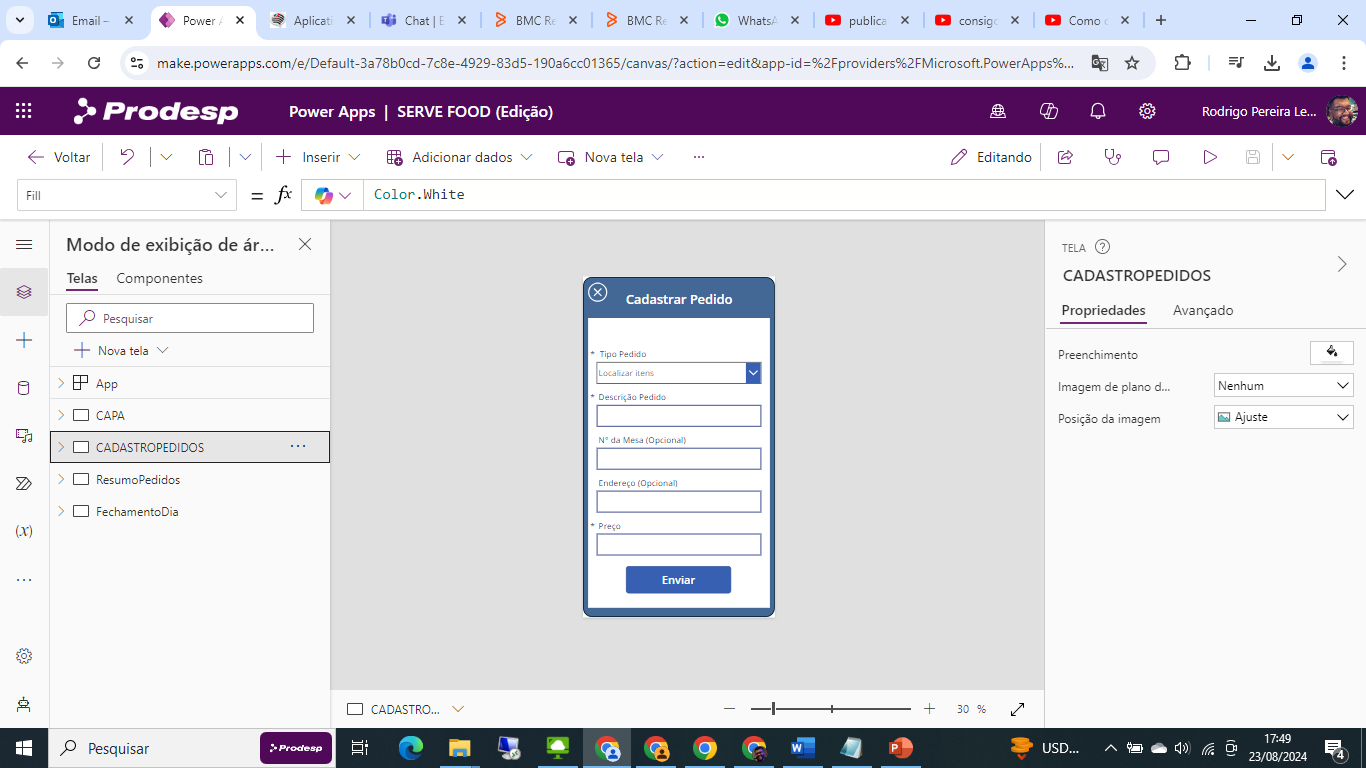 Email –
Power A
Aplicati
Chat | E
BMC Re
BMC Re
WhatsA
publica
consigo
Como c
make.powerapps.com/e/Default-3a78b0cd-7c8e-4929-83d5-190a6cc01365/canvas/?action=edit&app-id=%2Fproviders%2FMicrosoft.PowerApps%...
Prodesp
Power Apps | SERVE FOOD (Edição)
Rodrigo Pereira Le...
Voltar
Inserir
Adicionar dados
Nova tela
...
Editando
Fill
= fx
Color.White
Modo de exibição de ár...
Telas
Componentes
Pesquisar
Nova tela
App
CAPA
CADASTROPEDIDOS
...
ResumoPedidos
FechamentoDia
(x)
Cadastrar Pedido
* Tipo Pedido
Localizar itens
* Descrição Pedido
Nº da Mesa (Opcional)
Endereço (Opcional)
* Preço
Enviar
TELA
CADASTROPEDIDOS
Propriedades
Avançado
Preenchimento
Imagem de plano d...
Nenhum
Posição da imagem
Ajuste
CADASTRO...
30 %
Pesquisar
Prodesp
USD...
17:49
23/08/2024
4